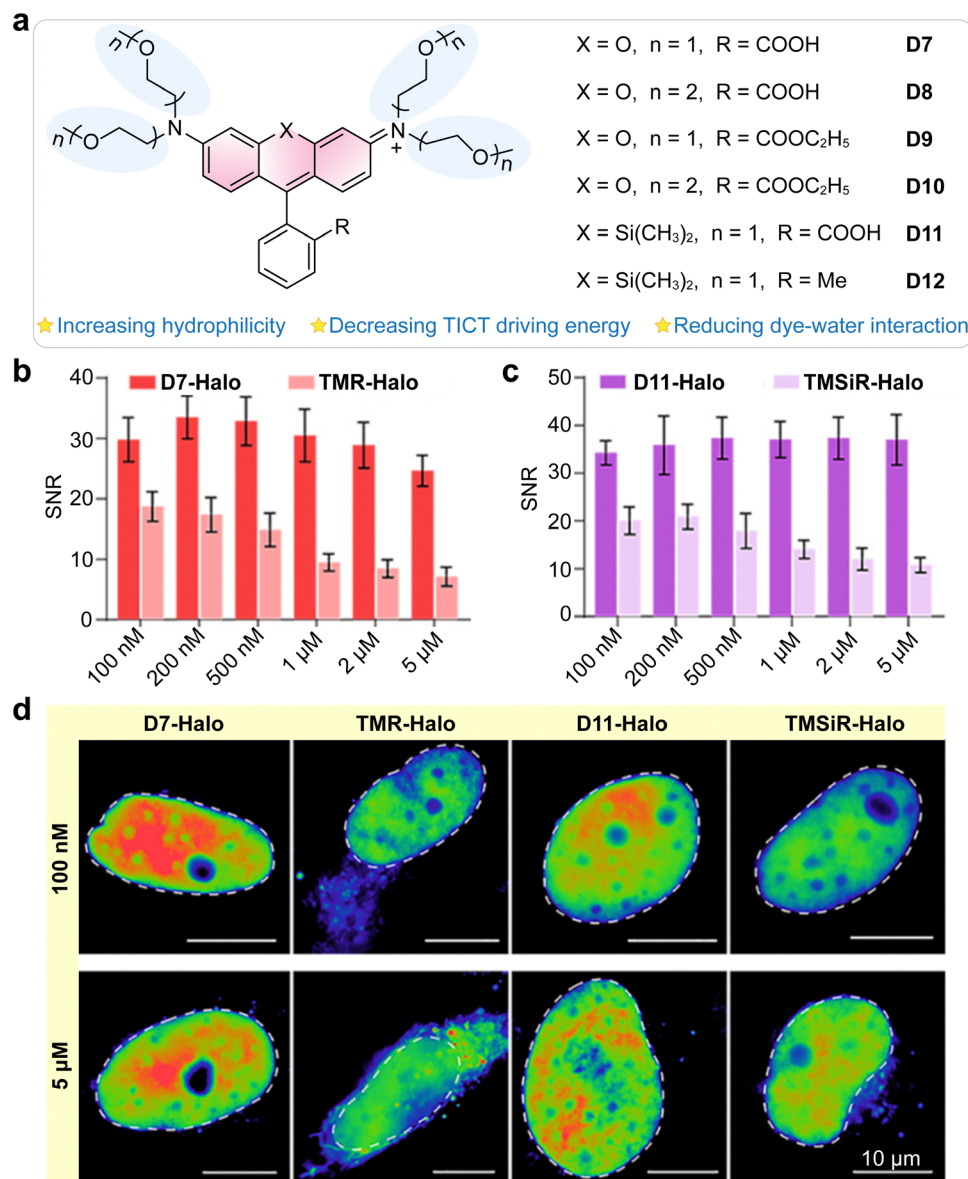 a
n O
O n
n O
O n
N
X
N
+
R
X = O, n = 1, R = COOH D7
X = O, n = 2, R = COOH D8
X = O, n = 1, R = COOC₂H₅ D9
X = O, n = 2, R = COOC₂H₅ D10
X = Si(CH₃)₂, n = 1, R = COOH D11
X = Si(CH₃)₂, n = 1, R = Me D12
Increasing hydrophilicity Decreasing TICT driving energy Reducing dye-water interaction
b
D7-Halo TMR-Halo
SNR
40
30
20
10
0
100 nM 200 nM 500 nM 1 μM 2 μM 5 μM
c
D11-Halo TMSiR-Halo
SNR
50
40
30
20
10
0
100 nM 200 nM 500 nM 1 μM 2 μM 5 μM
d
D7-Halo TMR-Halo D11-Halo TMSiR-Halo
100 nM
5 μM
10 μm